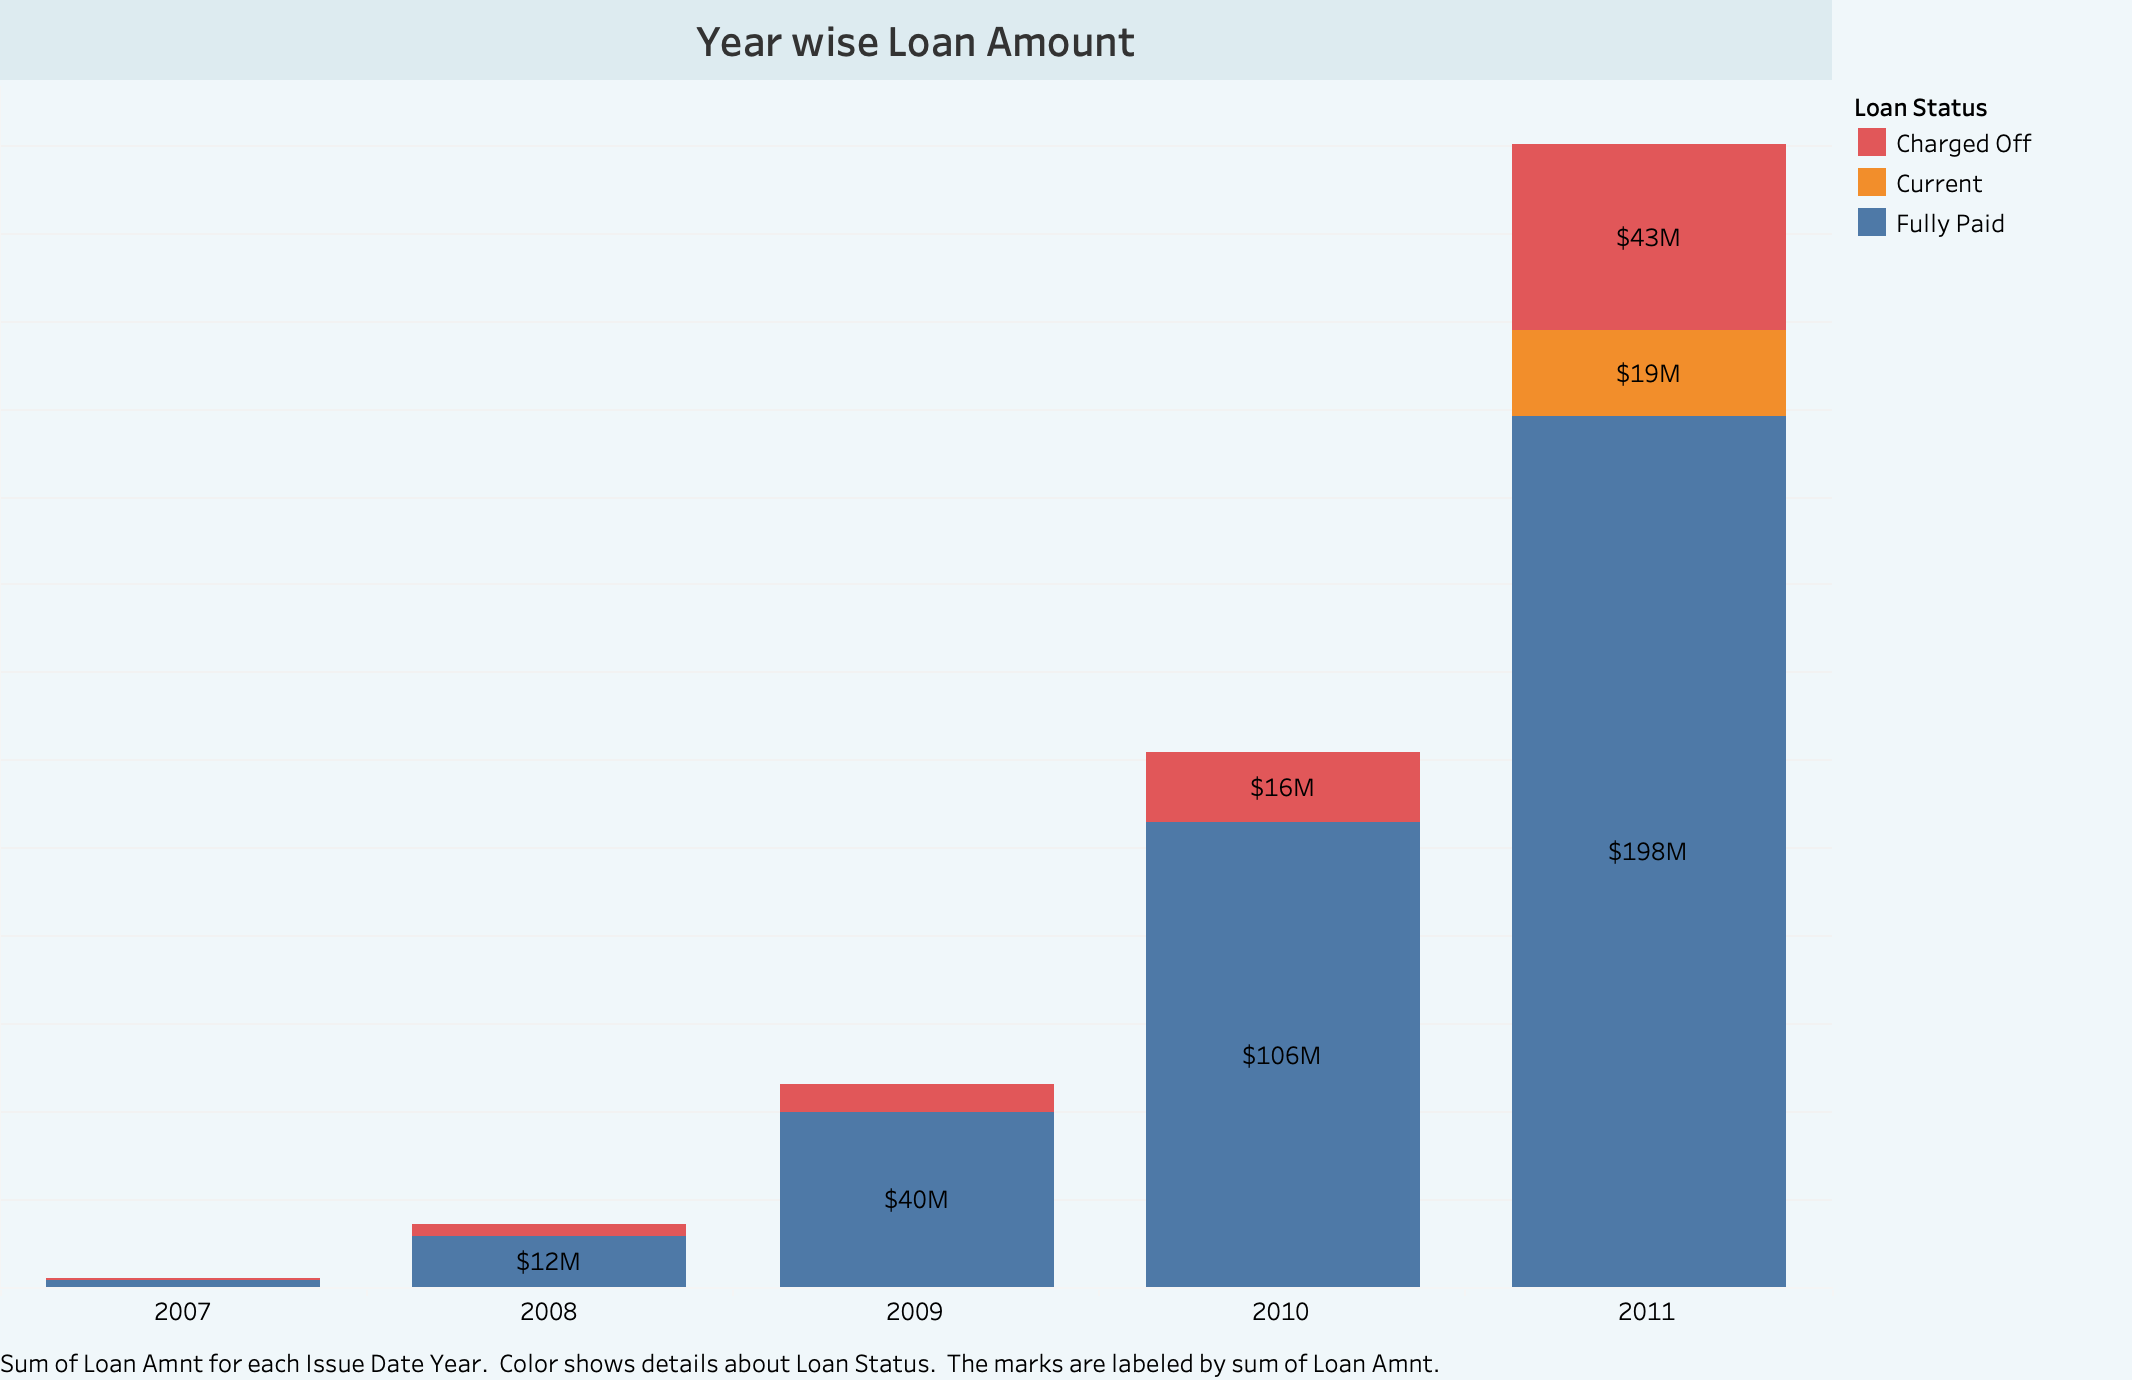 Year wise Loan Amount
Loan Status
Charged Off
Current
Fully Paid
$43M
$19M
$198M
$16M
$106M
$40M
$12M
2007
2008
2009
2010
2011
Sum of Loan Amnt for each Issue Date Year. Color shows details about Loan Status. The marks are labeled by sum of Loan Amnt.